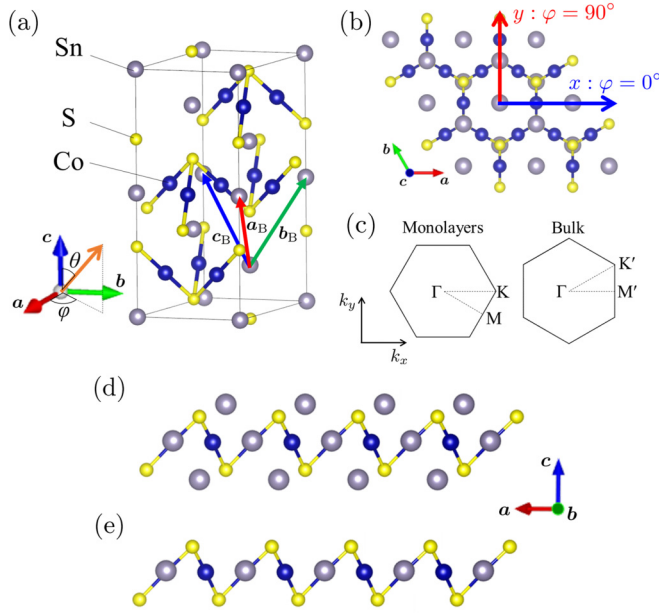 (a)
Sn
S
Co
c_B
a_B
b_B
c
θ
a
φ
b
(b)
y : φ = 90°
x : φ = 0°
b
c
a
(c)
Monolayers
Bulk
Γ
K
M
Γ
K′
M′
k_y
k_x
(d)
(e)
c
a
b